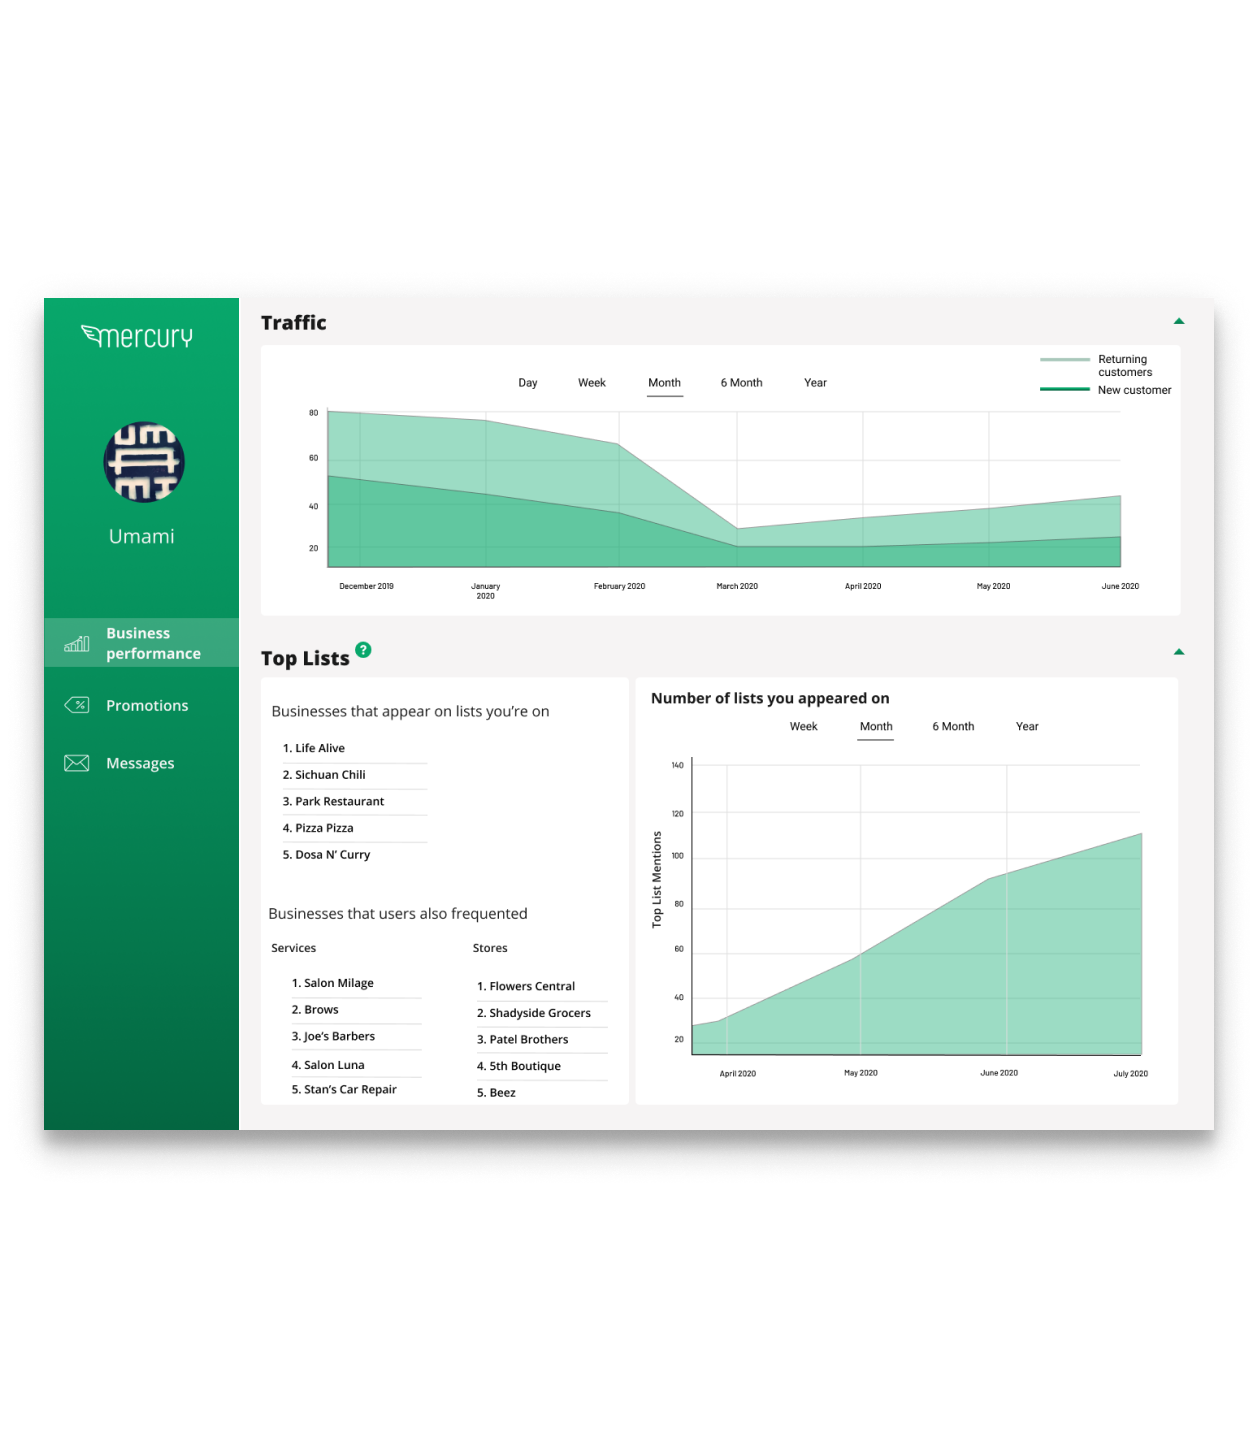 mercury
Umami
Business
performance
Promotions
Messages
Traffic
Returning
customers
New customer
Day Week Month 6 Month Year
80
60
40
20
December 2019 January 2020 February 2020 March 2020 April 2020 May 2020 June 2020
Top Lists ?
Businesses that appear on lists you’re on
1. Life Alive
2. Sichuan Chili
3. Park Restaurant
4. Pizza Pizza
5. Dosa N’ Curry
Businesses that users also frequented
Services
1. Salon Milage
2. Brows
3. Joe’s Barbers
4. Salon Luna
5. Stan’s Car Repair
Stores
1. Flowers Central
2. Shadyside Grocers
3. Patel Brothers
4. 5th Boutique
5. Beez
Number of lists you appeared on
Week Month 6 Month Year
Top List Mentions
140
120
100
80
60
40
20
April 2020 May 2020 June 2020 July 2020